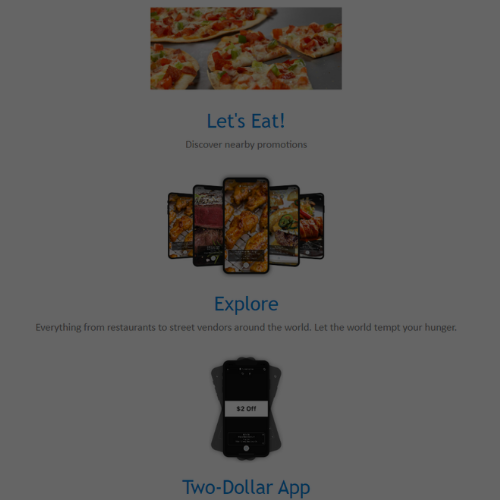 Let's Eat!
Discover nearby promotions
Explore
Everything from restaurants to street vendors around the world. Let the world tempt your hunger.
$2 Off
Two-Dollar App